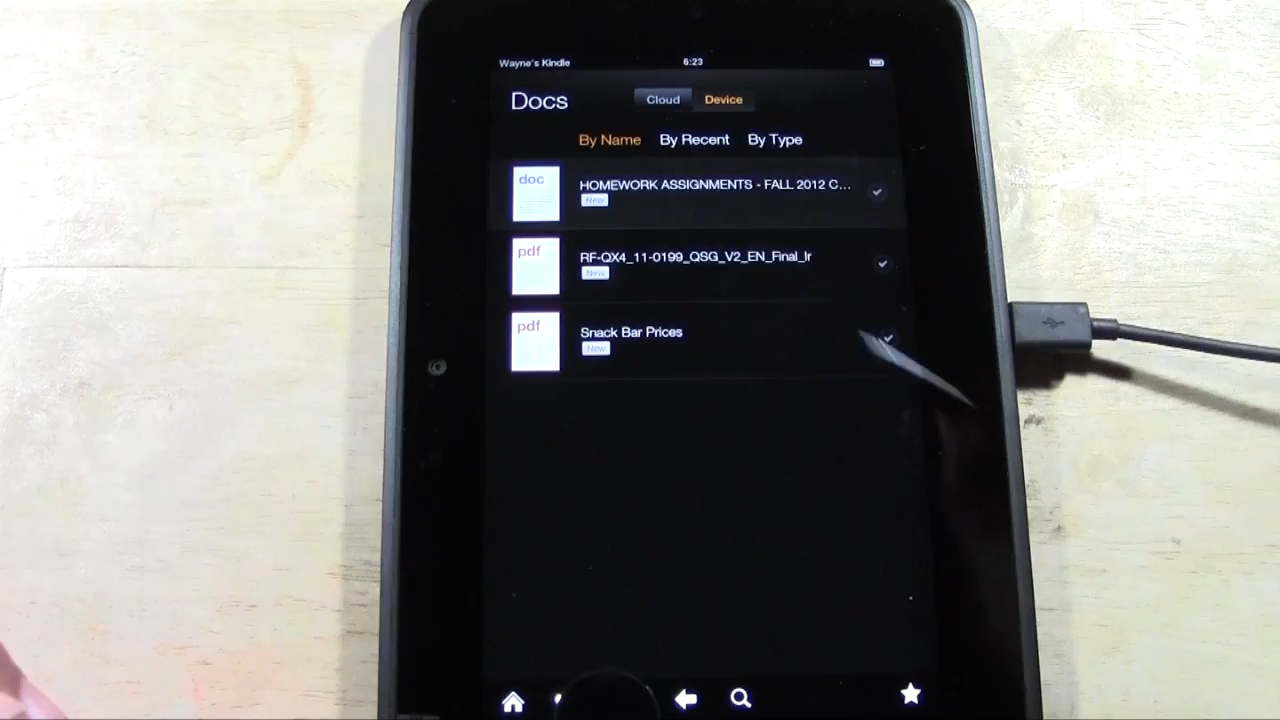 Wayne's Kindle 6:23
Docs Cloud Device
By Name By Recent By Type
doc HOMEWORK ASSIGNMENTS - FALL 2012 C...
New
pdf RF-QX4_11-0199_QSG_V2_EN_Final_lr
New
pdf Snack Bar Prices
New